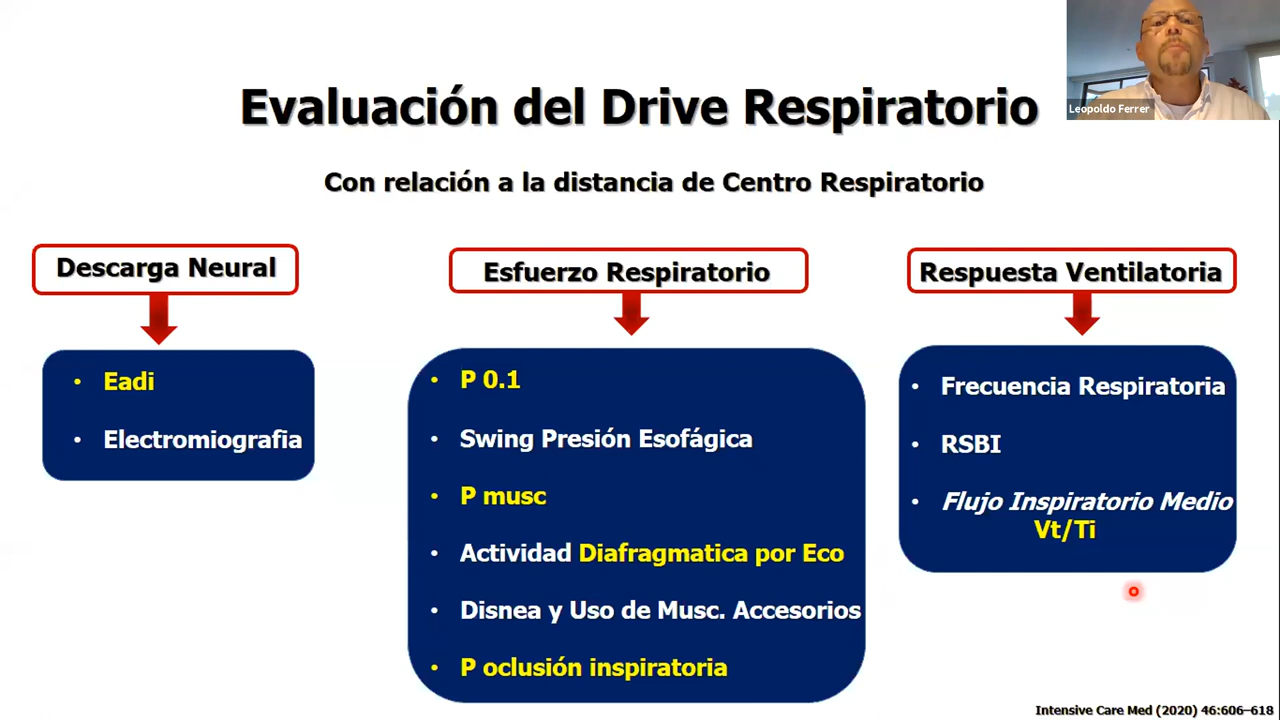 Leopoldo Ferrer
Evaluación del Drive Respiratorio
Con relación a la distancia de Centro Respiratorio
Descarga Neural
• Eadi
• Electromiografia
Esfuerzo Respiratorio
• P 0.1
• Swing Presión Esofágica
• P musc
• Actividad Diafragmatica por Eco
• Disnea y Uso de Musc. Accesorios
• P oclusión inspiratoria
Respuesta Ventilatoria
• Frecuencia Respiratoria
• RSBI
• Flujo Inspiratorio Medio
Vt/Ti
Intensive Care Med (2020) 46:606–618